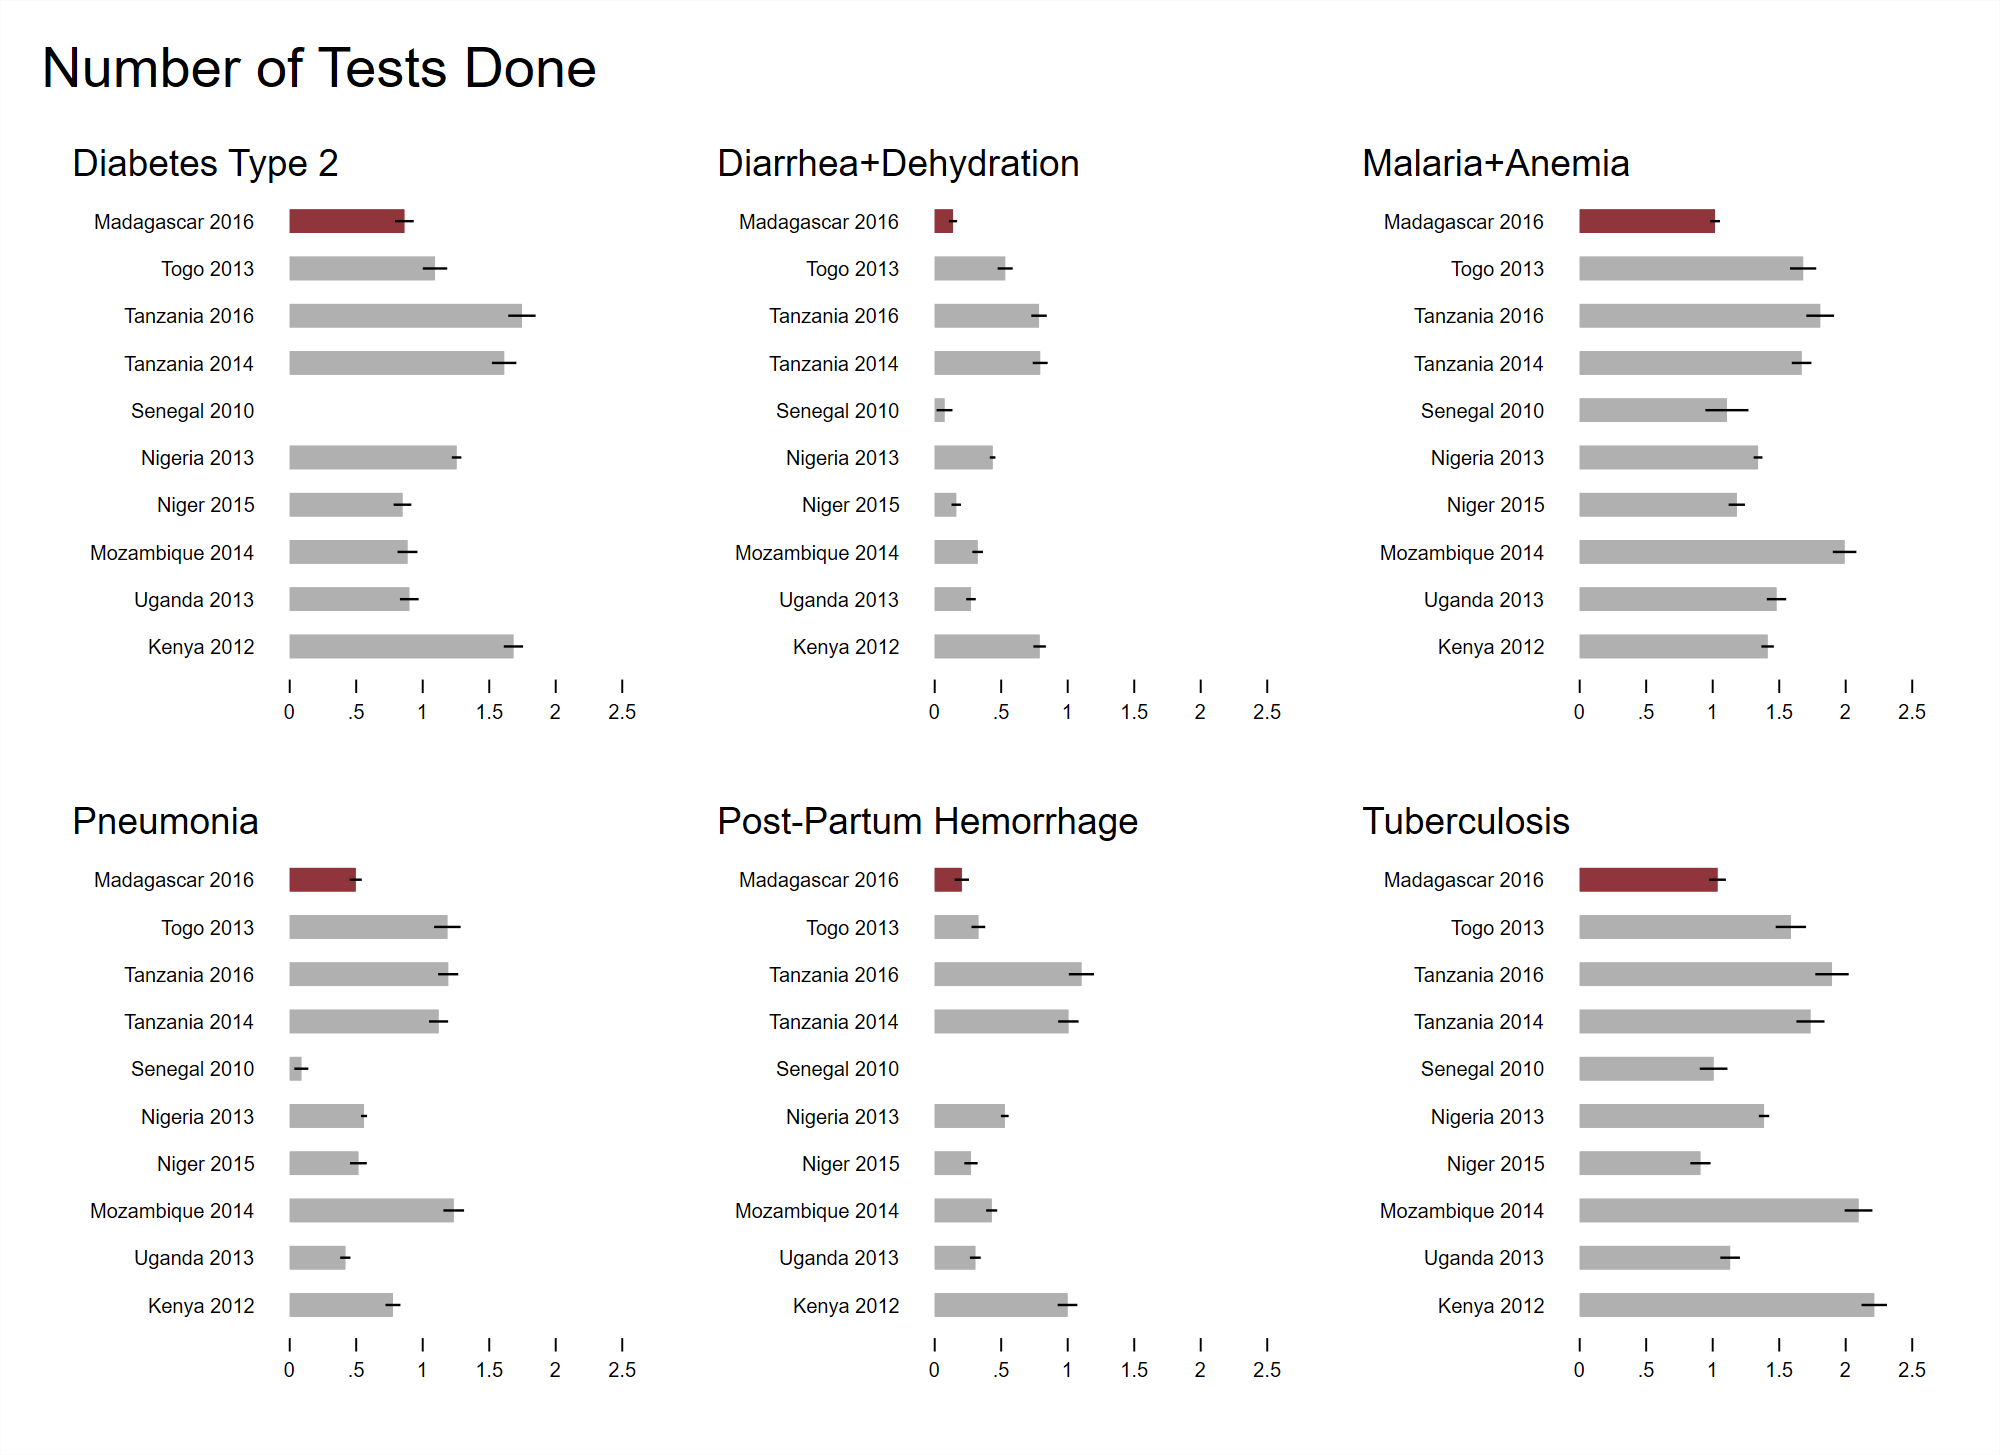 Number of Tests Done
Diabetes Type 2
Madagascar 2016
Togo 2013
Tanzania 2016
Tanzania 2014
Senegal 2010
Nigeria 2013
Niger 2015
Mozambique 2014
Uganda 2013
Kenya 2012
0 .5 1 1.5 2 2.5
Diarrhea+Dehydration
Madagascar 2016
Togo 2013
Tanzania 2016
Tanzania 2014
Senegal 2010
Nigeria 2013
Niger 2015
Mozambique 2014
Uganda 2013
Kenya 2012
0 .5 1 1.5 2 2.5
Malaria+Anemia
Madagascar 2016
Togo 2013
Tanzania 2016
Tanzania 2014
Senegal 2010
Nigeria 2013
Niger 2015
Mozambique 2014
Uganda 2013
Kenya 2012
0 .5 1 1.5 2 2.5
Pneumonia
Madagascar 2016
Togo 2013
Tanzania 2016
Tanzania 2014
Senegal 2010
Nigeria 2013
Niger 2015
Mozambique 2014
Uganda 2013
Kenya 2012
0 .5 1 1.5 2 2.5
Post-Partum Hemorrhage
Madagascar 2016
Togo 2013
Tanzania 2016
Tanzania 2014
Senegal 2010
Nigeria 2013
Niger 2015
Mozambique 2014
Uganda 2013
Kenya 2012
0 .5 1 1.5 2 2.5
Tuberculosis
Madagascar 2016
Togo 2013
Tanzania 2016
Tanzania 2014
Senegal 2010
Nigeria 2013
Niger 2015
Mozambique 2014
Uganda 2013
Kenya 2012
0 .5 1 1.5 2 2.5